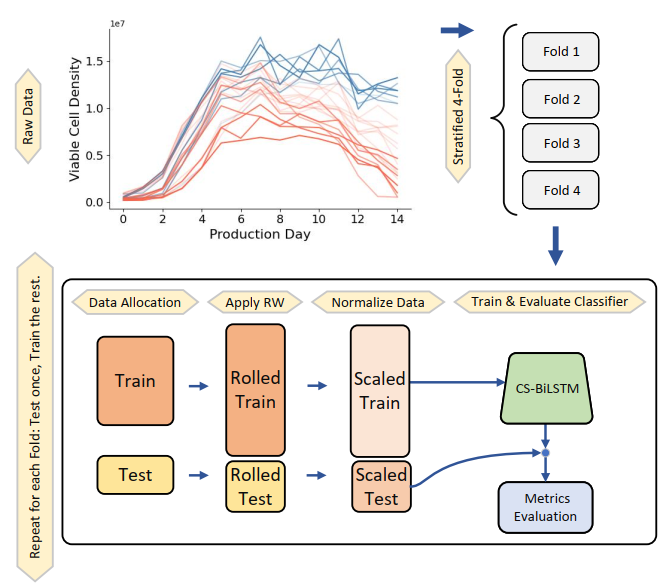 1e7
1.5
1.0
0.5
0.0
0 2 4 6 8 10 12 14
Viable Cell Density
Production Day
Raw Data
Stratified 4-Fold
Fold 1
Fold 2
Fold 3
Fold 4
Repeat for each Fold: Test once, Train the rest.
Data Allocation
Apply RW
Normalize Data
Train & Evaluate Classifier
Train
Rolled
Train
Scaled
Train
CS-BiLSTM
Test
Rolled
Test
Scaled
Test
Metrics
Evaluation